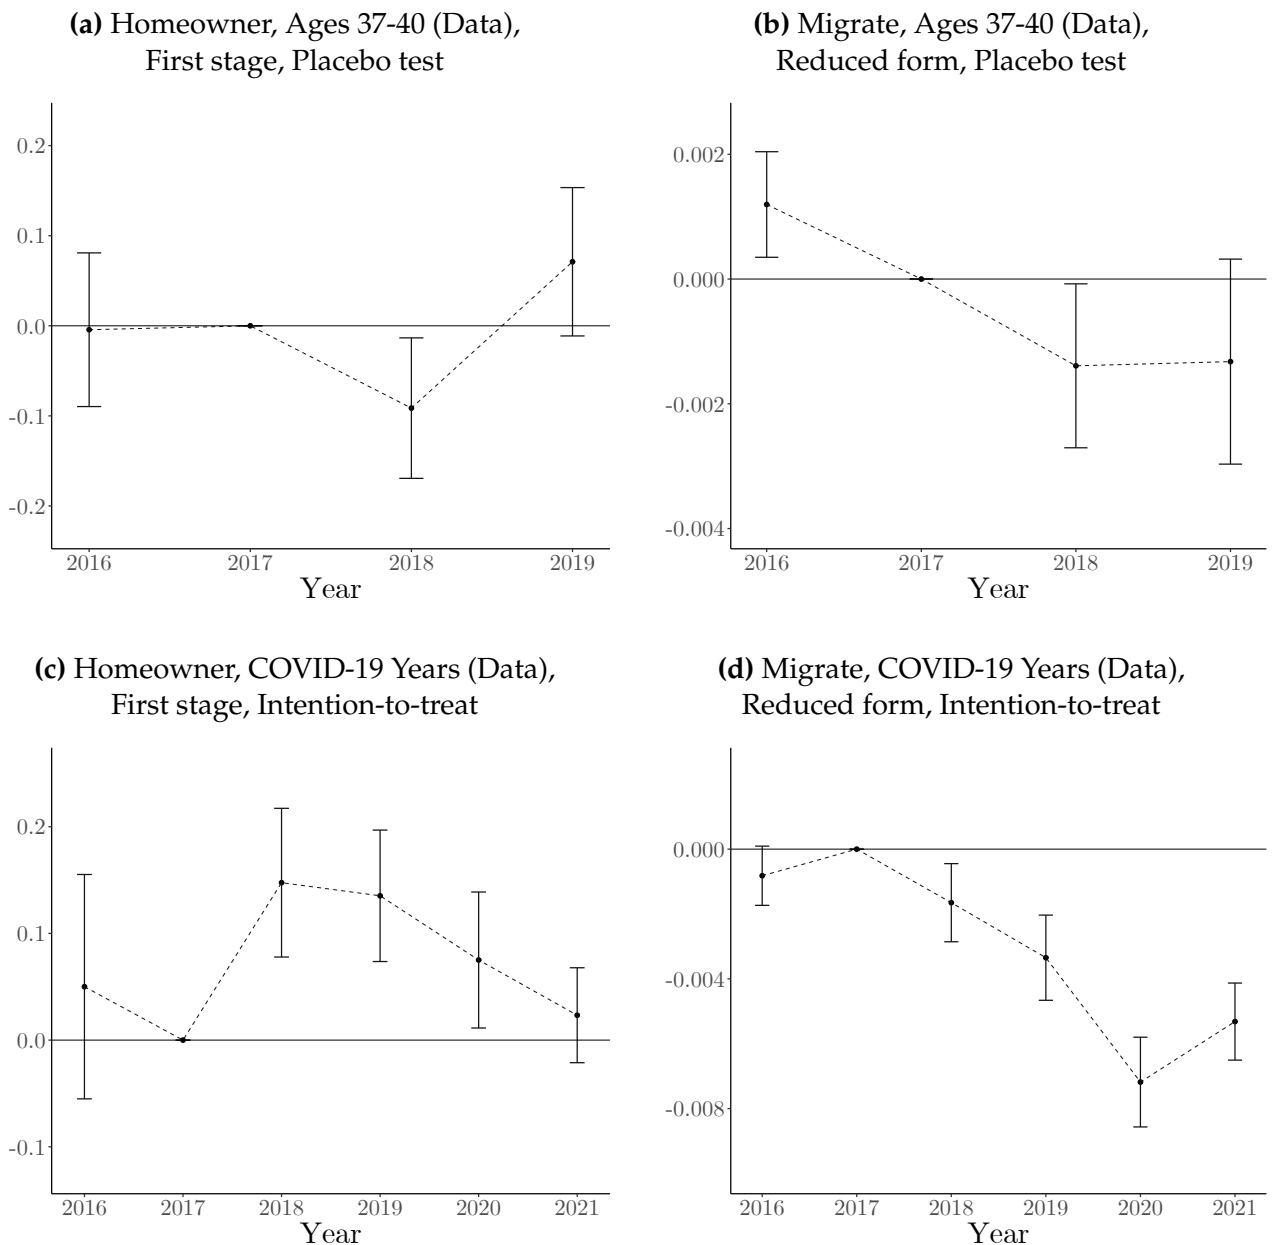 (a) Homeowner, Ages 37-40 (Data),
First stage, Placebo test
0.2
0.1
0.0
-0.1
-0.2
2016 2017 2018 2019
Year
(b) Migrate, Ages 37-40 (Data),
Reduced form, Placebo test
0.002
0.000
-0.002
-0.004
2016 2017 2018 2019
Year
(c) Homeowner, COVID-19 Years (Data),
First stage, Intention-to-treat
0.2
0.1
0.0
-0.1
2016 2017 2018 2019 2020 2021
Year
(d) Migrate, COVID-19 Years (Data),
Reduced form, Intention-to-treat
0.000
-0.004
-0.008
2016 2017 2018 2019 2020 2021
Year